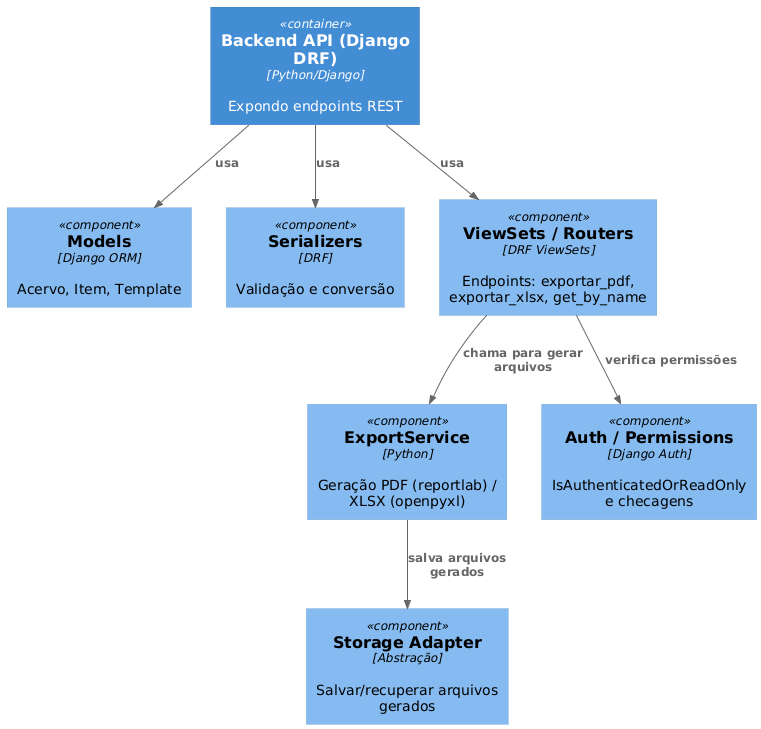 «container»
Backend API (Django
DRF)
[Python/Django]
Expondo endpoints REST
usa
usa
usa
«component»
Models
[Django ORM]
Acervo, Item, Template
«component»
Serializers
[DRF]
Validação e conversão
«component»
ViewSets / Routers
[DRF ViewSets]
Endpoints: exportar_pdf,
exportar_xlsx, get_by_name
chama para gerar
arquivos
verifica permissões
«component»
ExportService
[Python]
Geração PDF (reportlab) /
XLSX (openpyxl)
«component»
Auth / Permissions
[Django Auth]
IsAuthenticatedOrReadOnly
e checagens
salva arquivos
gerados
«component»
Storage Adapter
[Abstração]
Salvar/recuperar arquivos
gerados